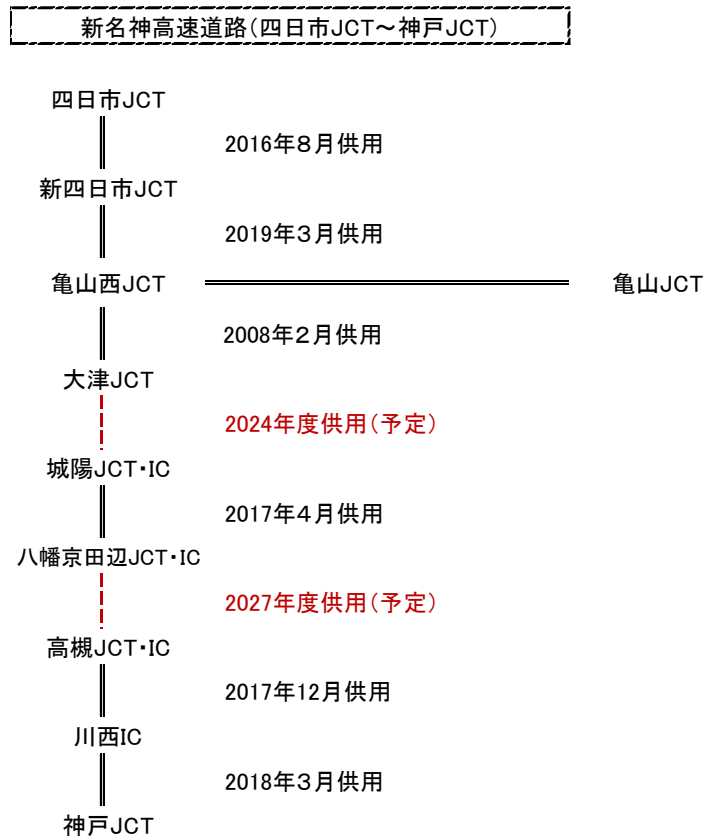 新名神高速道路（四日市JCT～神戸JCT）
四日市JCT
2016年８月供用
新四日市JCT
2019年３月供用
亀山西JCT 亀山JCT
2008年２月供用
大津JCT
2024年度供用（予定）
城陽JCT・IC
2017年４月供用
八幡京田辺JCT・IC
2027年度供用（予定）
高槻JCT・IC
2017年12月供用
川西IC
2018年３月供用
神戸JCT